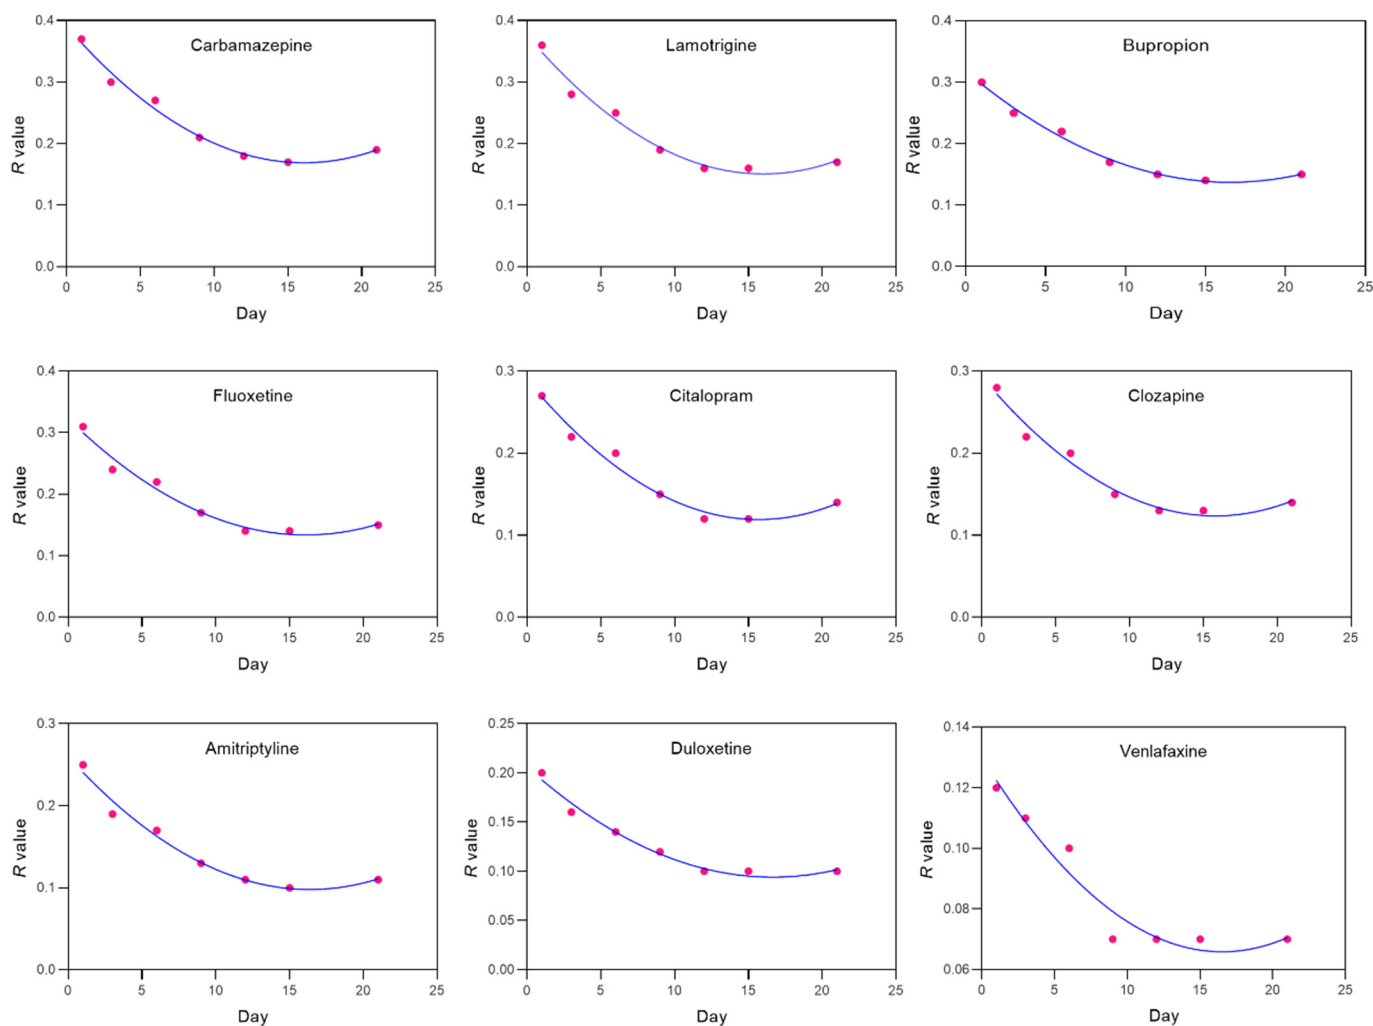 Carbamazepine
R value
0.4
0.3
0.2
0.1
0.0
0 5 10 15 20 25
Day
Lamotrigine
R value
0.4
0.3
0.2
0.1
0.0
0 5 10 15 20 25
Day
Bupropion
R value
0.4
0.3
0.2
0.1
0.0
0 5 10 15 20 25
Day
Fluoxetine
R value
0.4
0.3
0.2
0.1
0.0
0 5 10 15 20 25
Day
Citalopram
R value
0.3
0.2
0.1
0.0
0 5 10 15 20 25
Day
Clozapine
R value
0.3
0.2
0.1
0.0
0 5 10 15 20 25
Day
Amitriptyline
R value
0.3
0.2
0.1
0.0
0 5 10 15 20 25
Day
Duloxetine
R value
0.25
0.20
0.15
0.10
0.05
0.00
0 5 10 15 20 25
Day
Venlafaxine
R value
0.14
0.12
0.10
0.08
0.06
0 5 10 15 20 25
Day